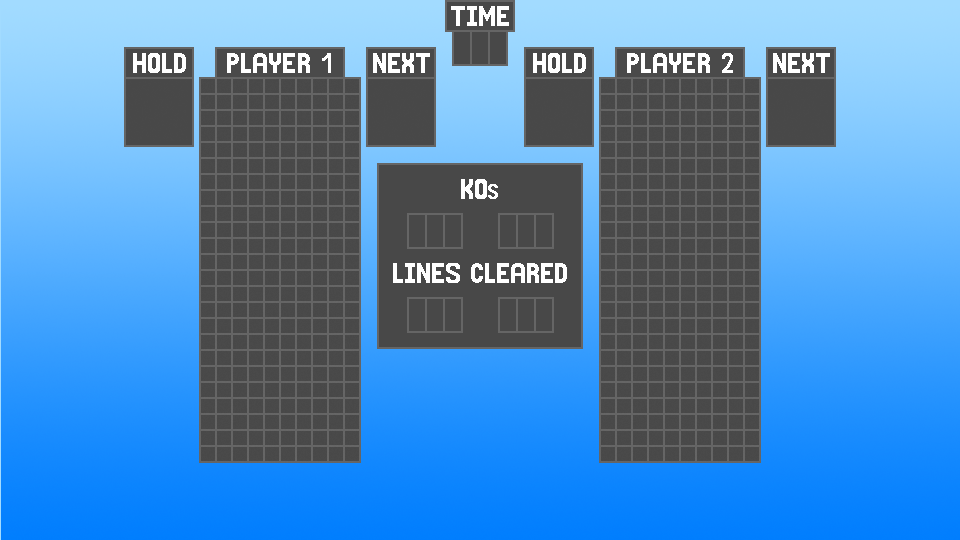 TIME
HOLD PLAYER 1 NEXT
HOLD PLAYER 2 NEXT
KOs
LINES CLEARED